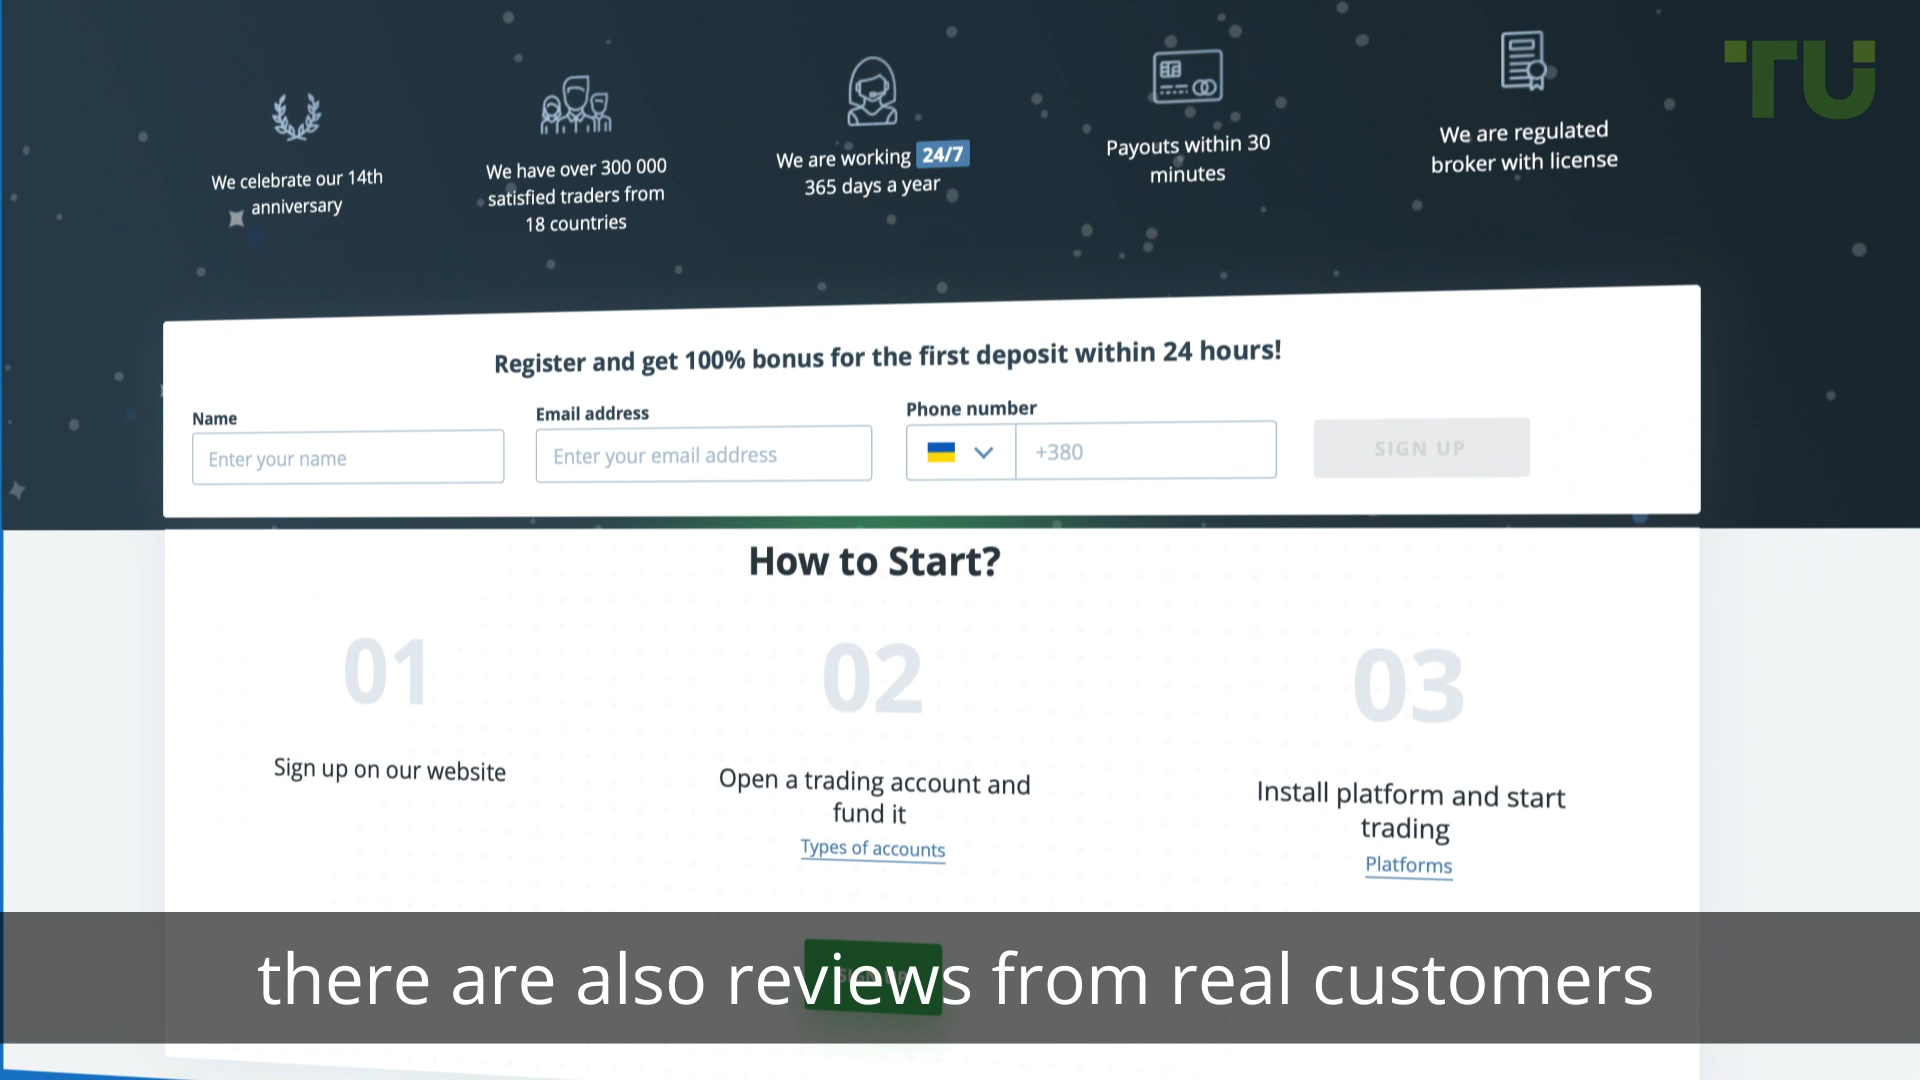 TU
We celebrate our 14th
anniversary
We have over 300 000
satisfied traders from
18 countries
We are working 24/7
365 days a year
Payouts within 30
minutes
We are regulated
broker with license
Register and get 100% bonus for the first deposit within 24 hours!
Name
Enter your name
Email address
Enter your email address
Phone number
+380
SIGN UP
How to Start?
01
Sign up on our website
02
Open a trading account and
fund it
Types of accounts
03
Install platform and start
trading
Platforms
there are also reviews from real customers